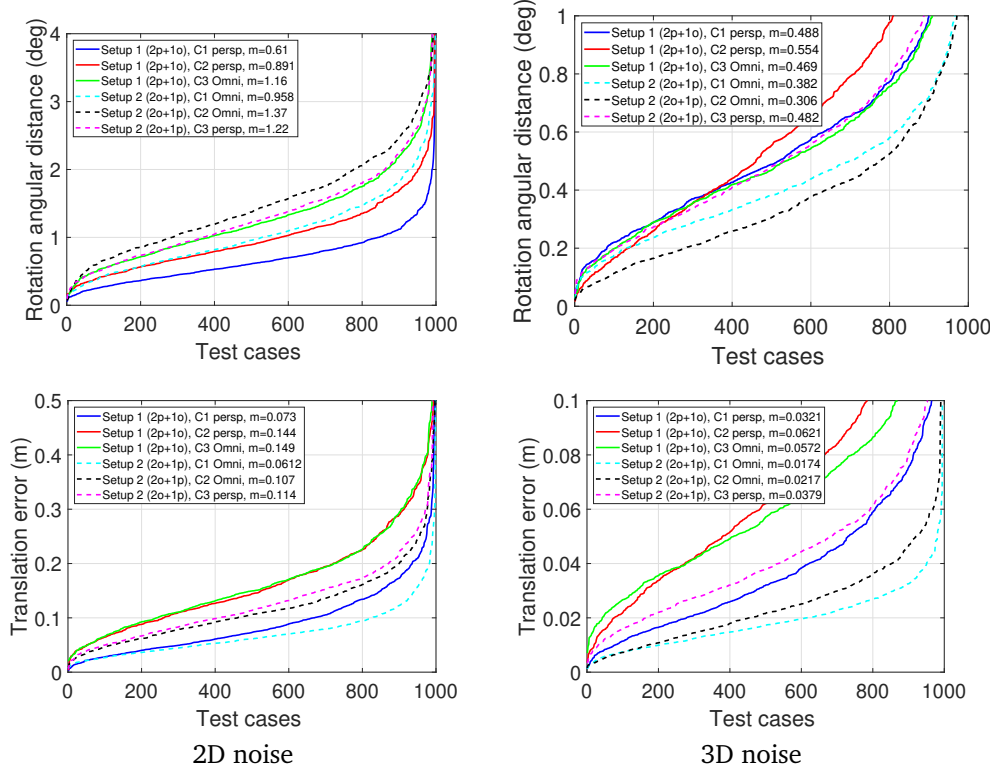 Rotation angular distance (deg)
4
3
2
1
0
Setup 1 (2p+1o), C1 persp, m=0.61
Setup 1 (2p+1o), C2 persp, m=0.891
Setup 1 (2p+1o), C3 Omni, m=1.16
Setup 2 (2o+1p), C1 Omni, m=0.958
Setup 2 (2o+1p), C2 Omni, m=1.37
Setup 2 (2o+1p), C3 persp, m=1.22
0 200 400 600 800 1000
Test cases
Rotation angular distance (deg)
1
0.8
0.6
0.4
0.2
0
Setup 1 (2p+1o), C1 persp, m=0.488
Setup 1 (2p+1o), C2 persp, m=0.554
Setup 1 (2p+1o), C3 Omni, m=0.469
Setup 2 (2o+1p), C1 Omni, m=0.382
Setup 2 (2o+1p), C2 Omni, m=0.306
Setup 2 (2o+1p), C3 persp, m=0.482
0 200 400 600 800 1000
Test cases
Translation error (m)
0.5
0.4
0.3
0.2
0.1
0
Setup 1 (2p+1o), C1 persp, m=0.073
Setup 1 (2p+1o), C2 persp, m=0.144
Setup 1 (2p+1o), C3 Omni, m=0.149
Setup 2 (2o+1p), C1 Omni, m=0.0612
Setup 2 (2o+1p), C2 Omni, m=0.107
Setup 2 (2o+1p), C3 persp, m=0.114
0 200 400 600 800 1000
Test cases
2D noise
Translation error (m)
0.1
0.08
0.06
0.04
0.02
0
Setup 1 (2p+1o), C1 persp, m=0.0321
Setup 1 (2p+1o), C2 persp, m=0.0621
Setup 1 (2p+1o), C3 Omni, m=0.0572
Setup 2 (2o+1p), C1 Omni, m=0.0174
Setup 2 (2o+1p), C2 Omni, m=0.0217
Setup 2 (2o+1p), C3 persp, m=0.0379
0 200 400 600 800 1000
Test cases
3D noise